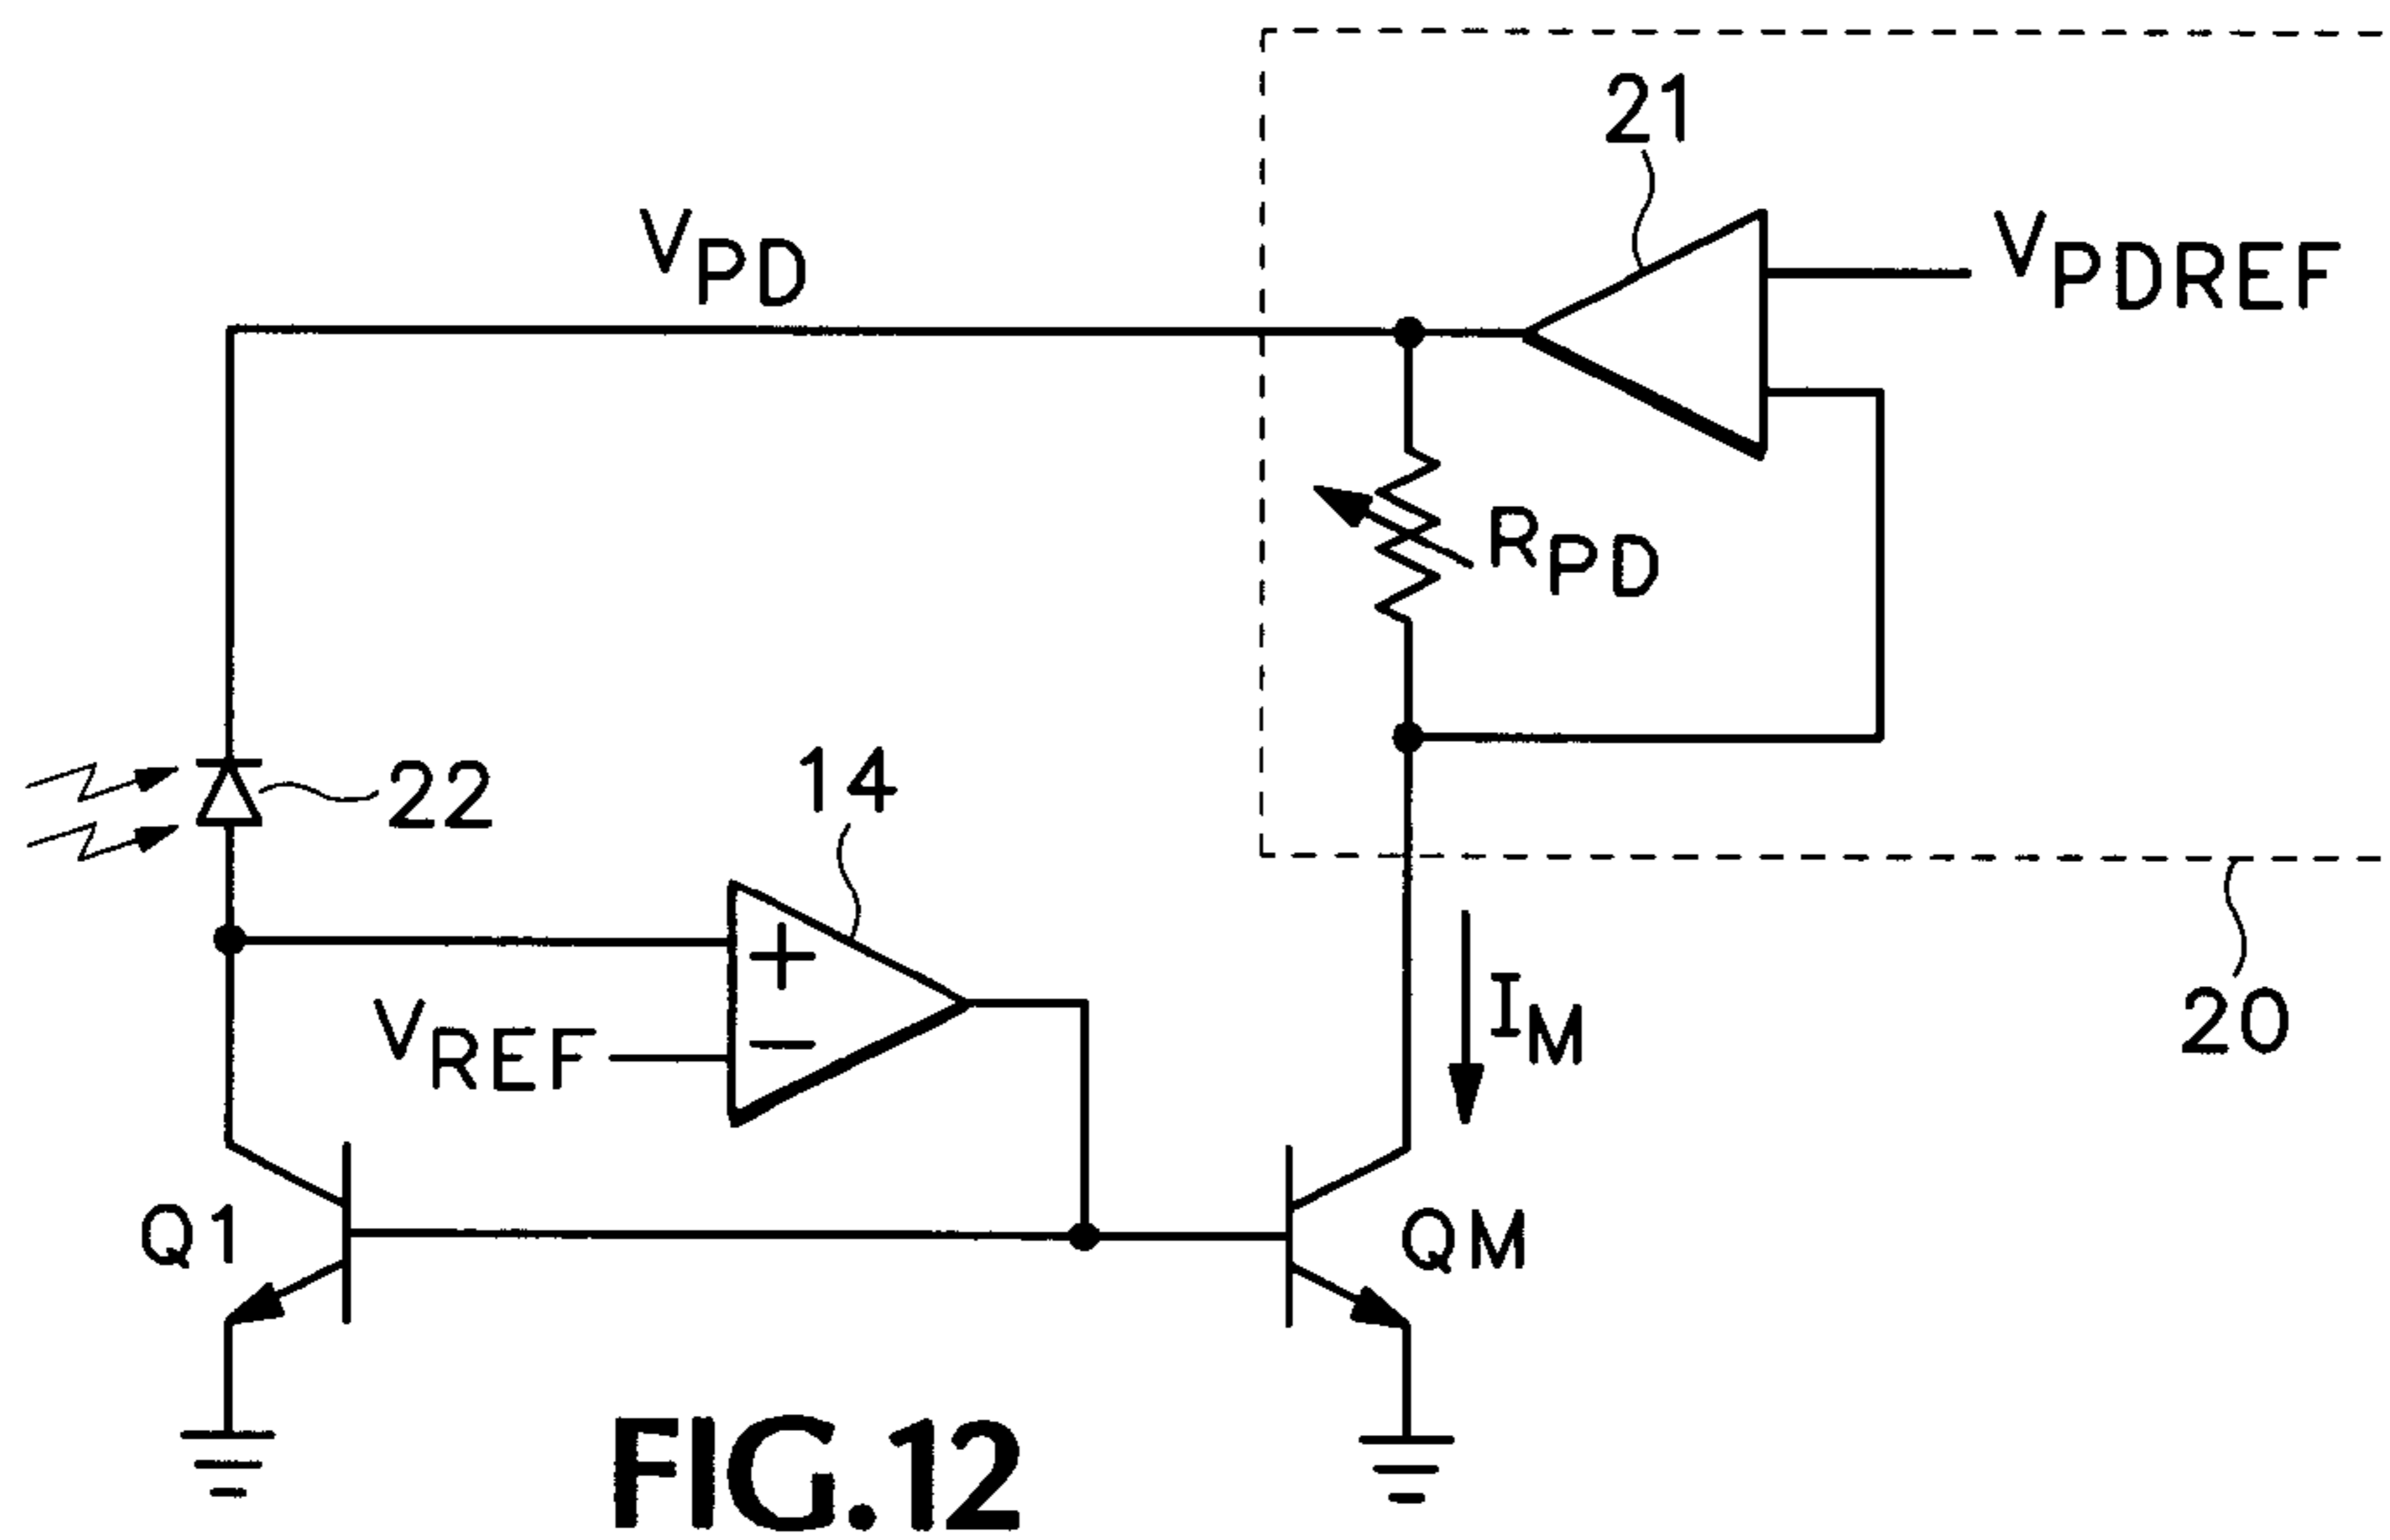 21
VPD
VPDREF
RPD
22
14
+
−
VREF
IM
20
Q1
QM
FIG.12